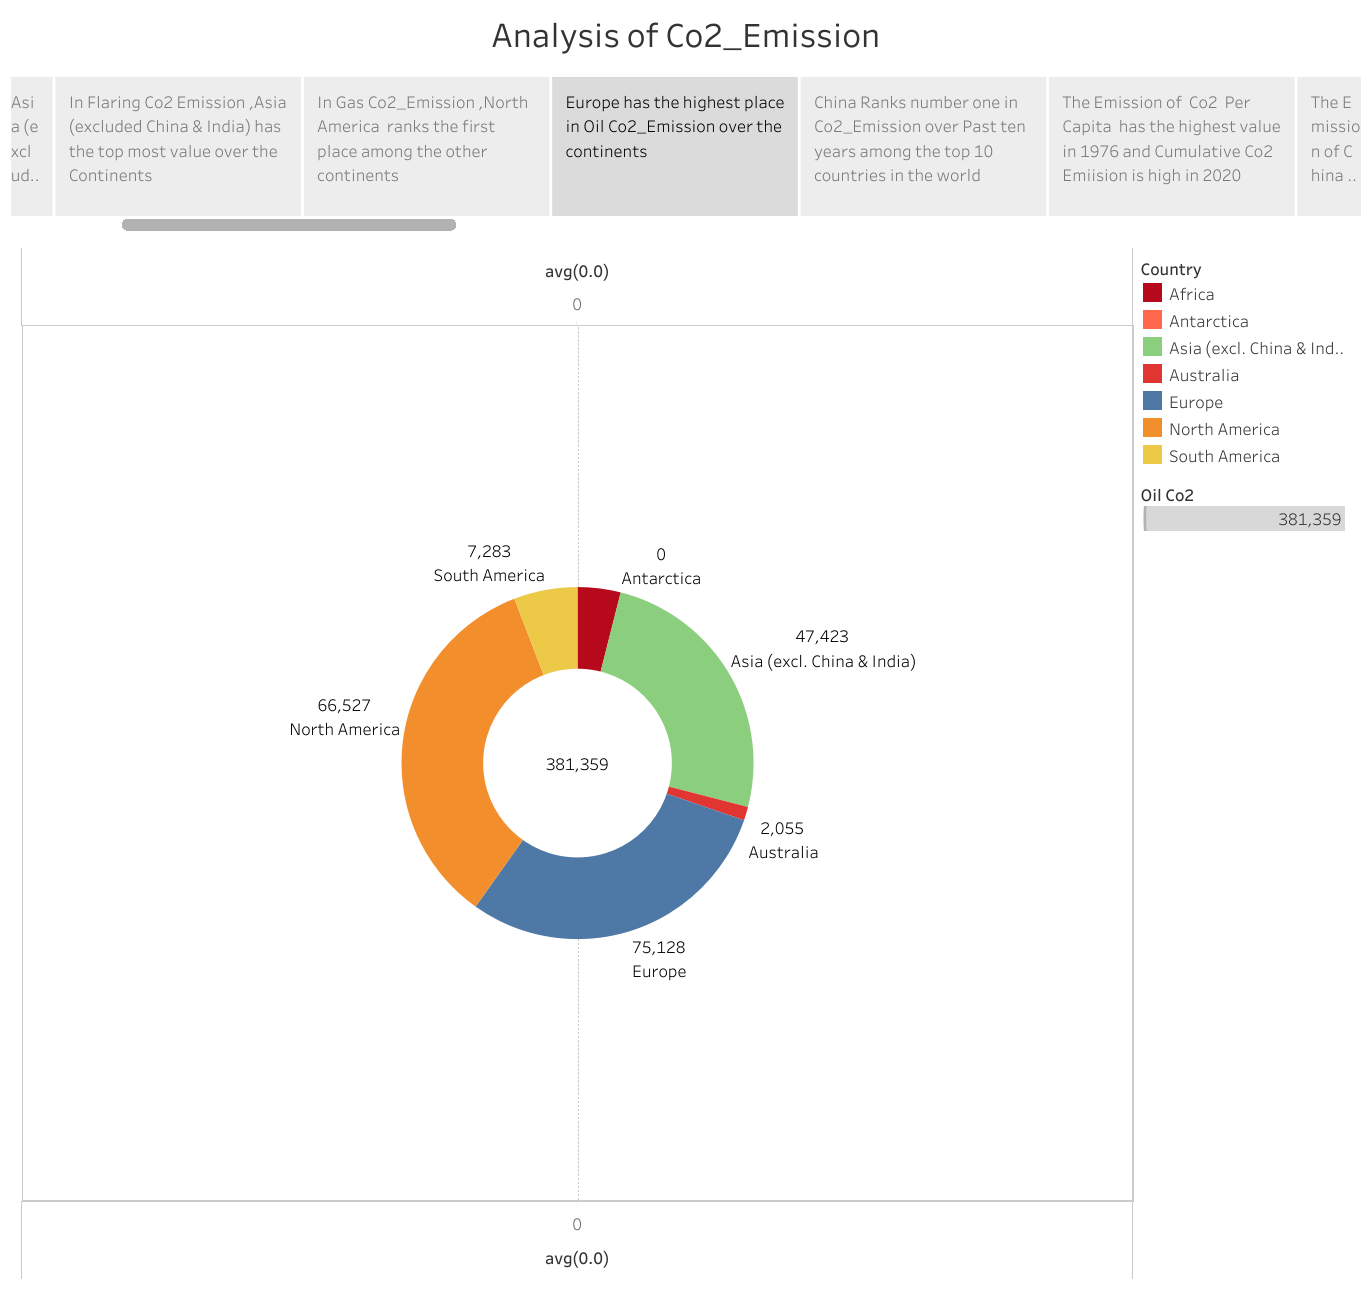 Analysis of Co2_Emission
Asi
a (e
xcl
ud..
In Flaring Co2 Emission ,Asia
(excluded China & India) has
the top most value over the
Continents
In Gas Co2_Emission ,North
America  ranks the first
place among the other
continents
Europe has the highest place
in Oil Co2_Emission over the
continents
China Ranks number one in
Co2_Emission over Past ten
years among the top 10
countries in the world
The Emission of  Co2  Per
Capita  has the highest value
in 1976 and Cumulative Co2
Emiision is high in 2020
The E
missio
n of C
hina ..
avg(0.0)
0
Country
Africa
Antarctica
Asia (excl. China & Ind..
Australia
Europe
North America
South America
Oil Co2
381,359
7,283
South America
0
Antarctica
47,423
Asia (excl. China & India)
66,527
North America
381,359
2,055
Australia
75,128
Europe
0
avg(0.0)